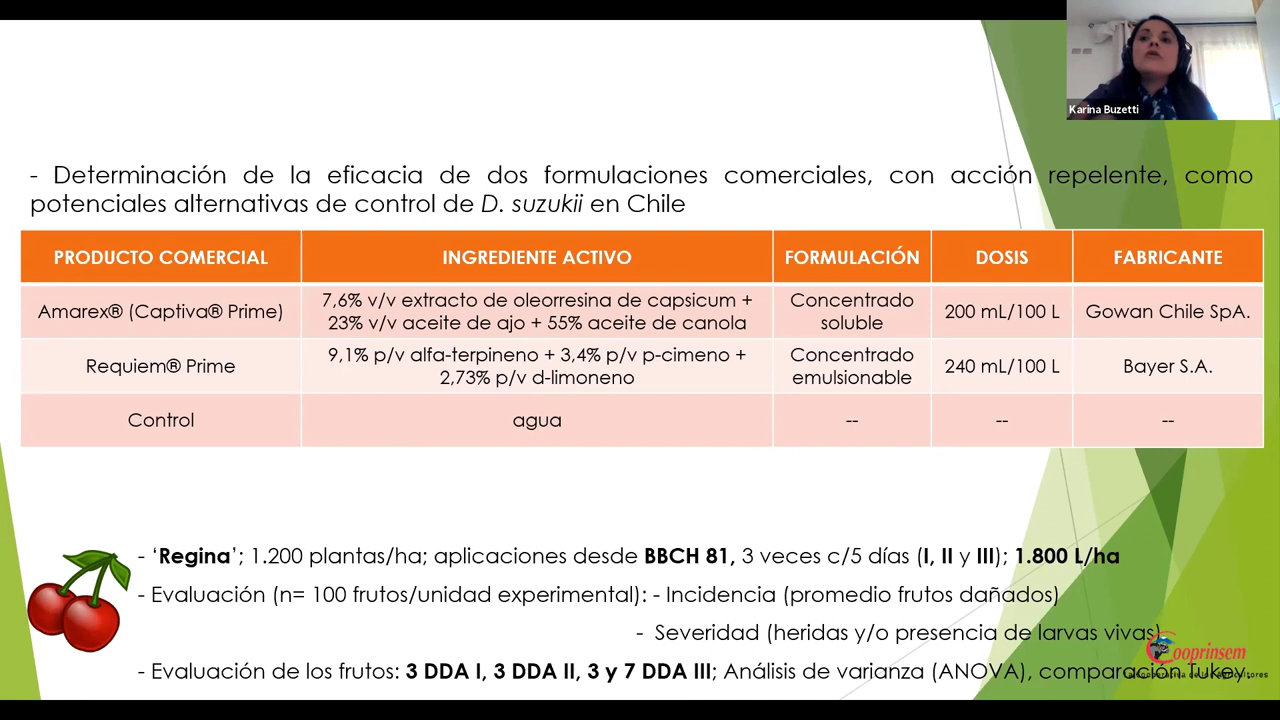 Karina Buzetti
- Determinación de la eficacia de dos formulaciones comerciales, con acción repelente, como
potenciales alternativas de control de D. suzukii en Chile
PRODUCTO COMERCIAL INGREDIENTE ACTIVO FORMULACIÓN DOSIS FABRICANTE
Amarex® (Captiva® Prime) 7,6% v/v extracto de oleorresina de capsicum + 23% v/v aceite de ajo + 55% aceite de canola Concentrado soluble 200 mL/100 L Gowan Chile SpA.
Requiem® Prime 9,1% p/v alfa-terpineno + 3,4% p/v p-cimeno + 2,73% p/v d-limoneno Concentrado emulsionable 240 mL/100 L Bayer S.A.
Control agua -- -- --
- ‘Regina’; 1.200 plantas/ha; aplicaciones desde BBCH 81, 3 veces c/5 días (I, II y III); 1.800 L/ha
- Evaluación (n= 100 frutos/unidad experimental): - Incidencia (promedio frutos dañados)
- Severidad (heridas y/o presencia de larvas vivas)
Cooprinsem
- Evaluación de los frutos: 3 DDA I, 3 DDA II, 3 y 7 DDA III; Análisis de varianza (ANOVA), comparación Tukey.